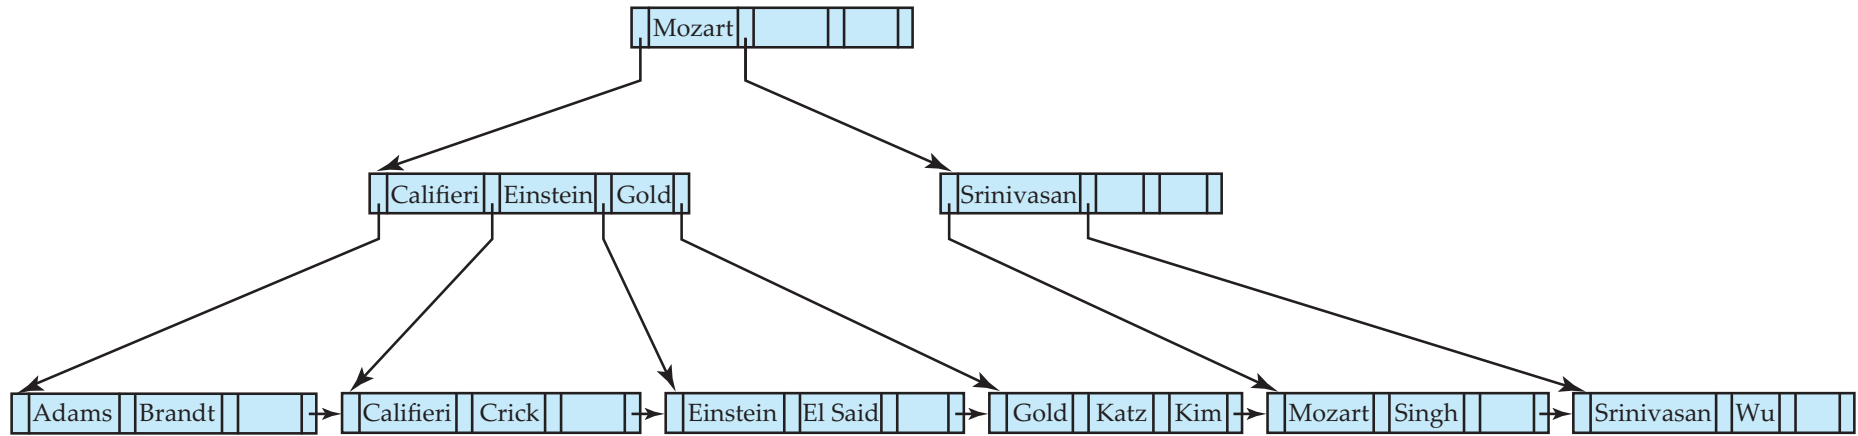 Mozart
Califieri Einstein Gold Srinivasan
Adams Brandt Califieri Crick Einstein El Said Gold Katz Kim Mozart Singh Srinivasan Wu